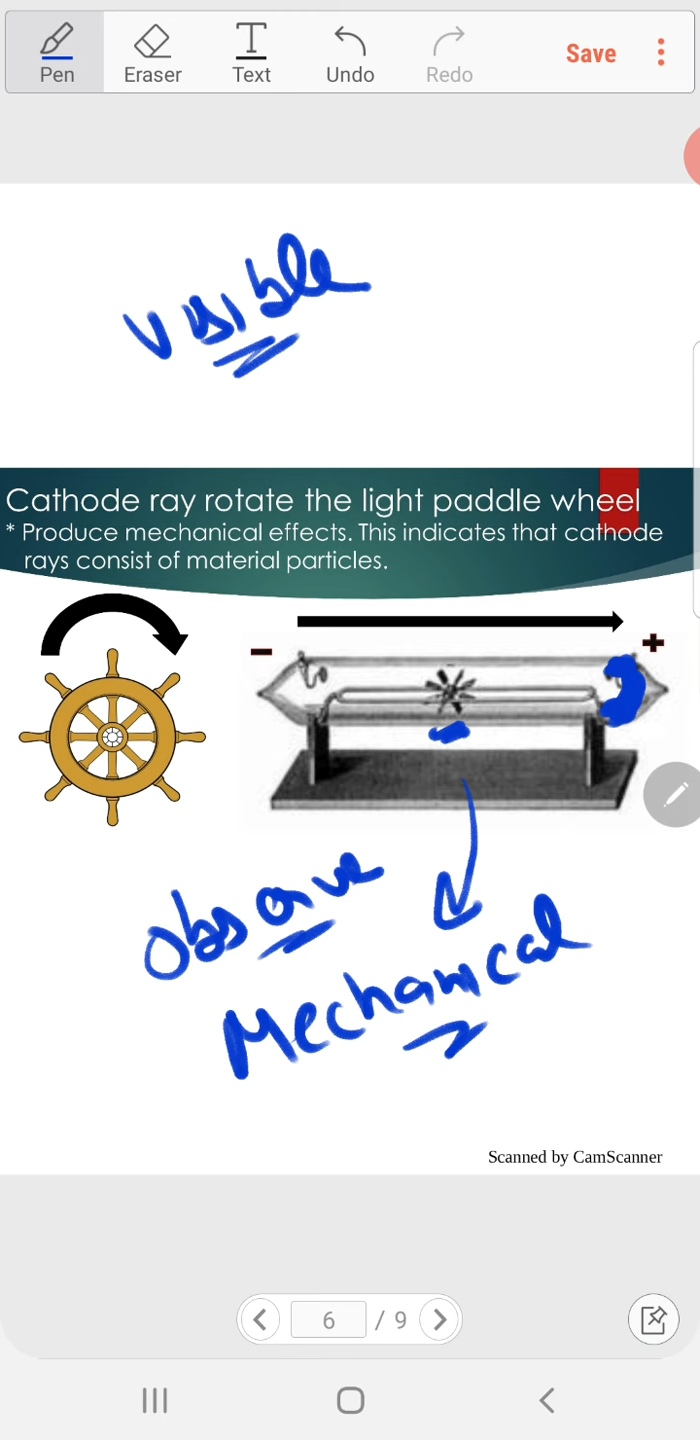 Pen Eraser Text Undo Redo Save
visible
Cathode ray rotate the light paddle wheel
* Produce mechanical effects. This indicates that cathode
rays consist of material particles.
- +
Observe
Mechanical
Scanned by CamScanner
6 / 9